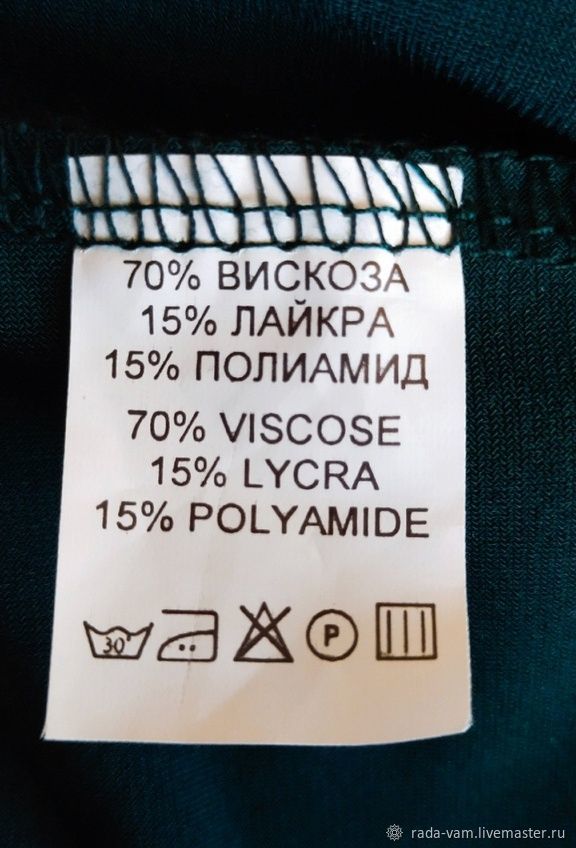 70% ВИСКОЗА
15% ЛАЙКРА
15% ПОЛИАМИД
70% VISCOSE
15% LYCRA
15% POLYAMIDE
30° P
rada-vam.livemaster.ru